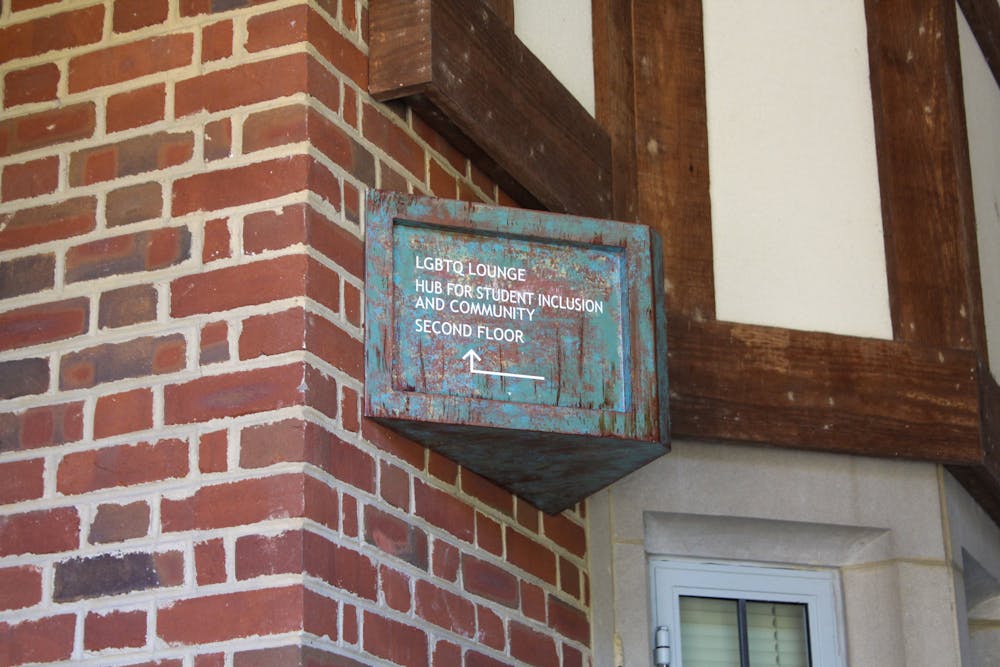 LGBTQ LOUNGE
HUB FOR STUDENT INCLUSION
AND COMMUNITY
SECOND FLOOR